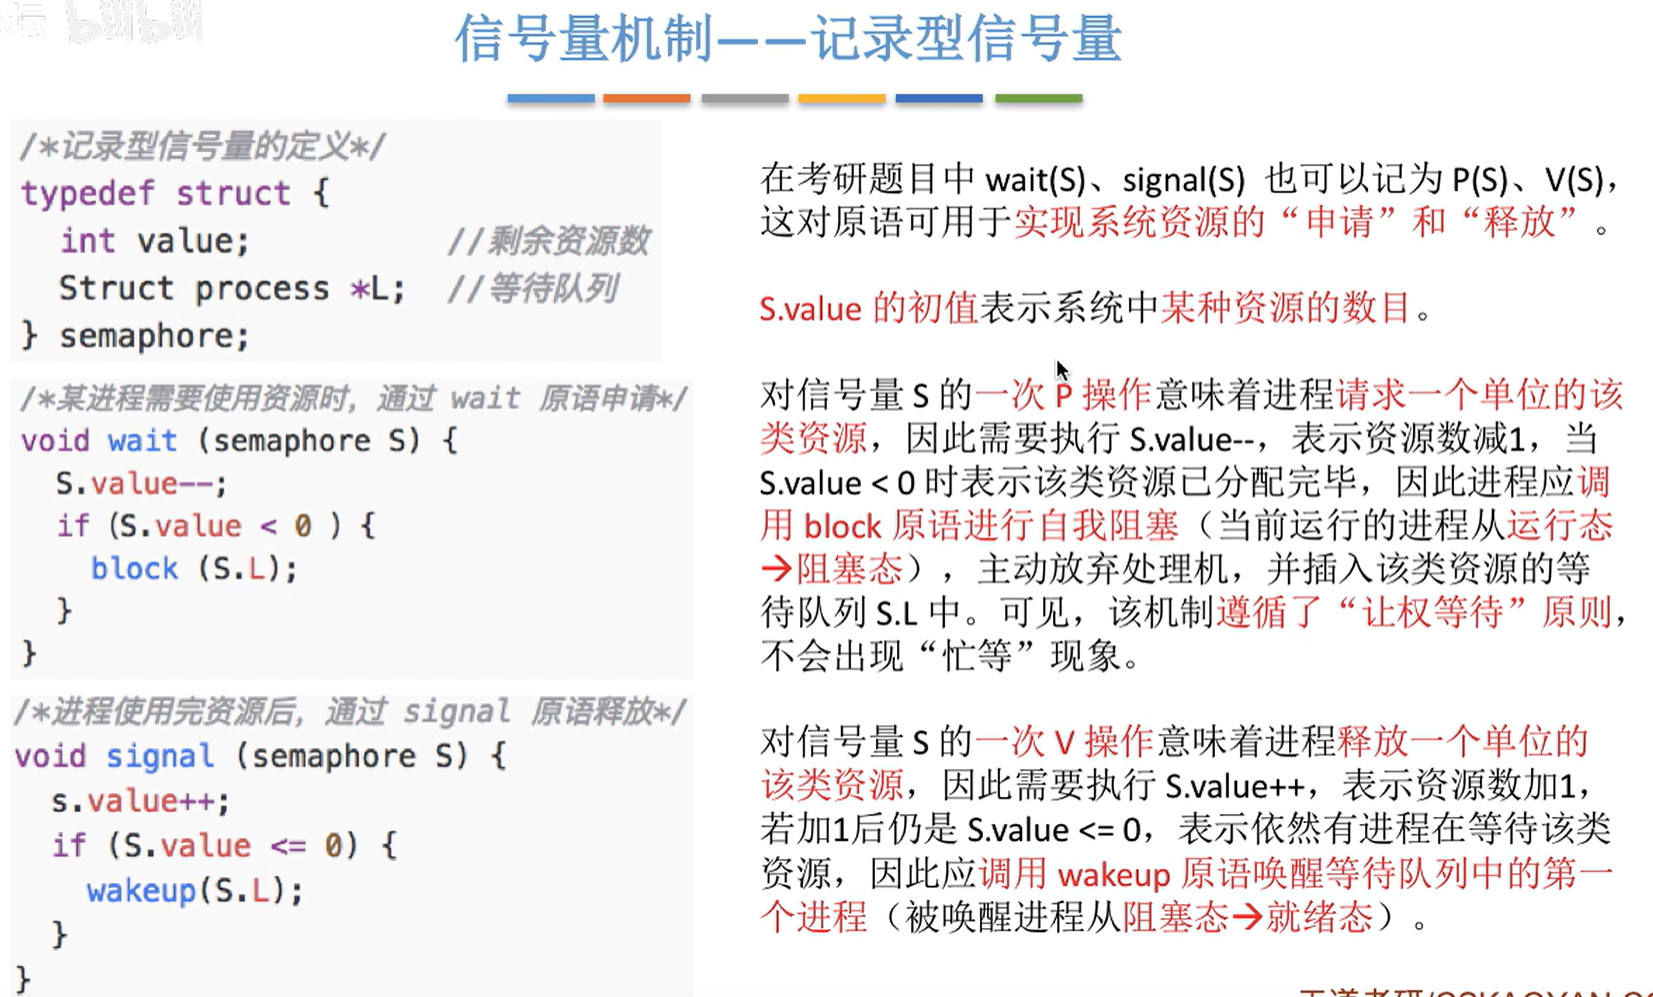 坛 bilibili
信号量机制——记录型信号量
/*记录型信号量的定义*/
typedef struct {
int value; //剩余资源数
Struct process *L; //等待队列
} semaphore;
/*某进程需要使用资源时，通过 wait 原语申请*/
void wait (semaphore S) {
S.value--;
if (S.value < 0 ) {
block (S.L);
}
}
/*进程使用完资源后，通过 signal 原语释放*/
void signal (semaphore S) {
s.value++;
if (S.value <= 0) {
wakeup(S.L);
}
}
在考研题目中 wait(S)、signal(S) 也可以记为 P(S)、V(S)，
这对原语可用于实现系统资源的“申请”和“释放”。
S.value 的初值表示系统中某种资源的数目。
对信号量 S 的一次 P 操作意味着进程请求一个单位的该
类资源，因此需要执行 S.value--，表示资源数减1，当
S.value < 0 时表示该类资源已分配完毕，因此进程应调
用 block 原语进行自我阻塞（当前运行的进程从运行态
→阻塞态），主动放弃处理机，并插入该类资源的等
待队列 S.L 中。可见，该机制遵循了“让权等待”原则，
不会出现“忙等”现象。
对信号量 S 的一次 V 操作意味着进程释放一个单位的
该类资源，因此需要执行 S.value++，表示资源数加1，
若加1后仍是 S.value <= 0，表示依然有进程在等待该类
资源，因此应调用 wakeup 原语唤醒等待队列中的第一
个进程（被唤醒进程从阻塞态→就绪态）。